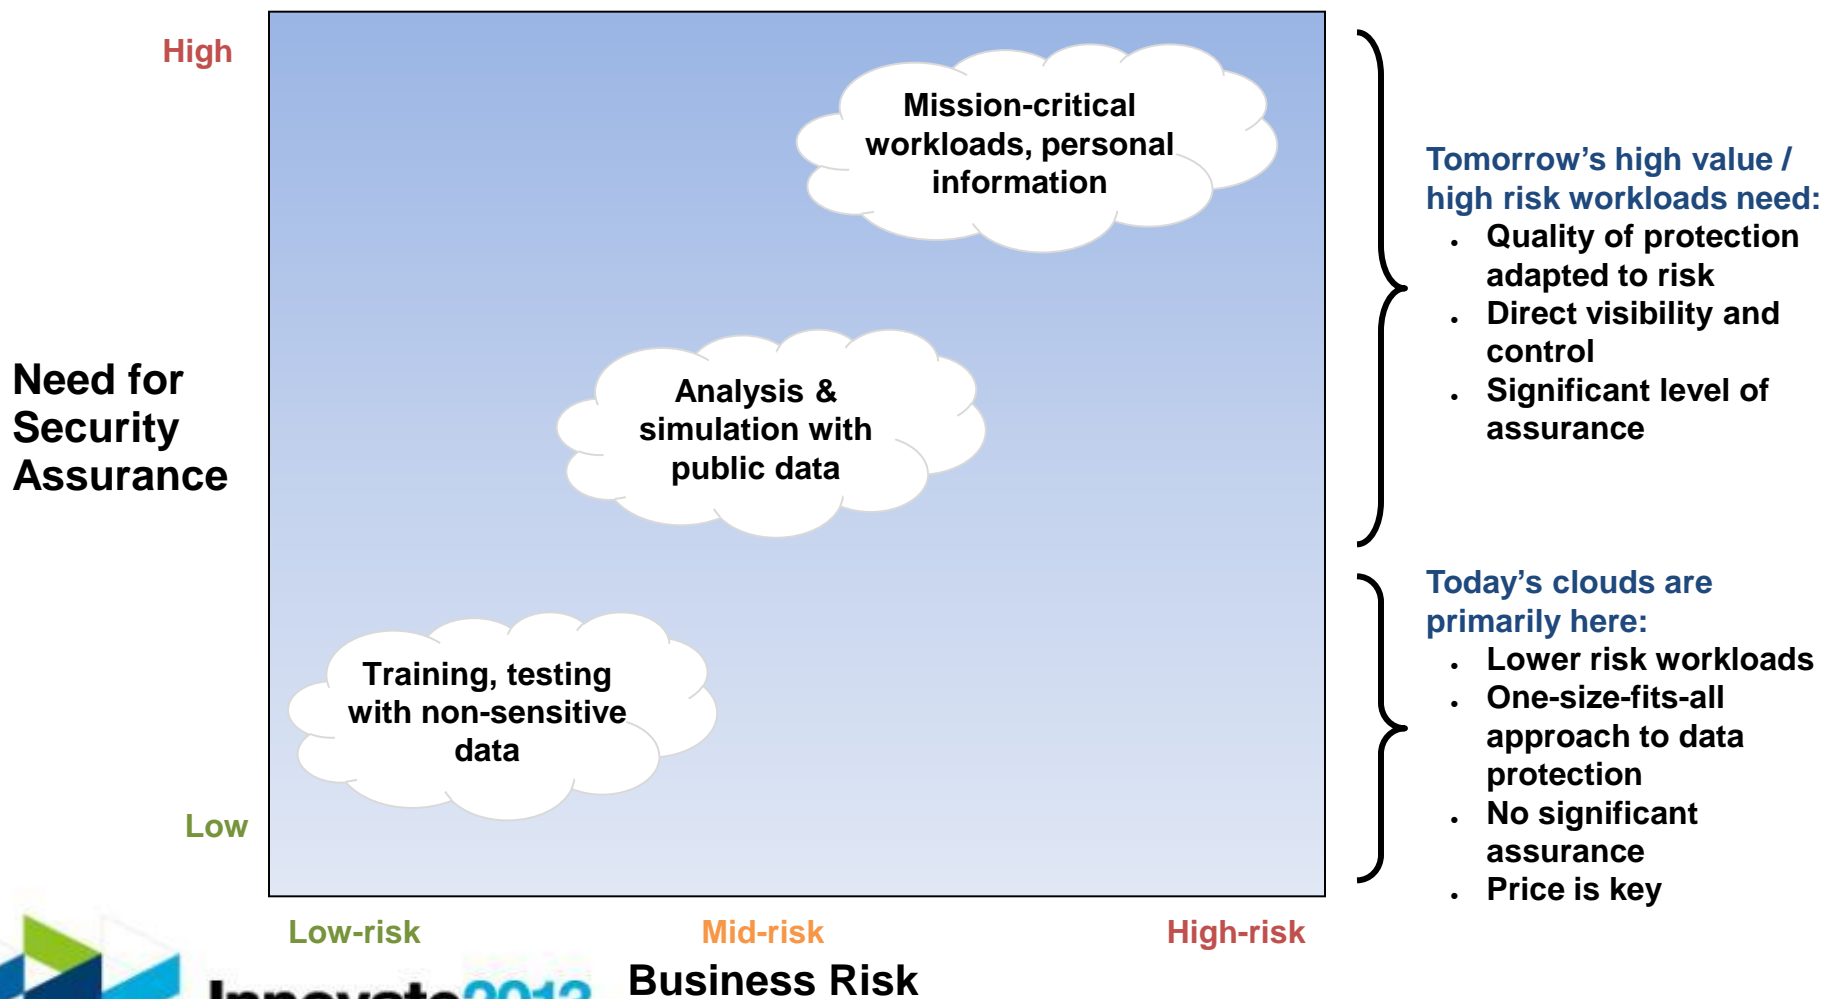 High
Mission-critical
workloads, personal
information
Tomorrow’s high value /
high risk workloads need:
• Quality of protection
adapted to risk
• Direct visibility and
control
• Significant level of
assurance
Need for
Security
Assurance
Analysis &
simulation with
public data
Today’s clouds are
primarily here:
• Lower risk workloads
• One-size-fits-all
approach to data
protection
• No significant
assurance
• Price is key
Training, testing
with non-sensitive
data
Low
Low-risk
Mid-risk
High-risk
Business Risk
Innovate2013